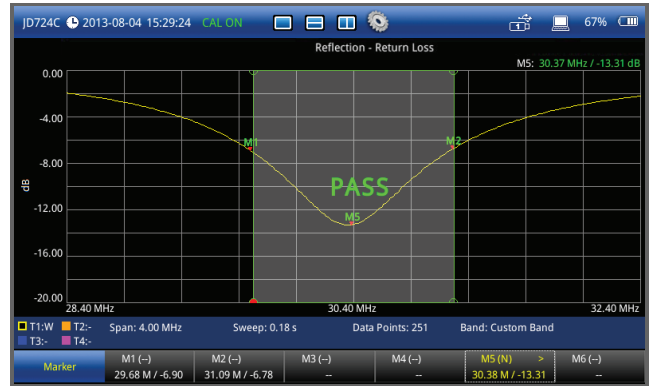 JD724C 2013-08-04 15:29:24 CAL ON 67%
Reflection - Return Loss
M5: 30.37 MHz / -13.31 dB
0.00
-4.00
M1 M2
-8.00
dB
PASS
-12.00
M5
-16.00
-20.00
28.40 MHz 30.40 MHz 32.40 MHz
T1:W T2:- Span: 4.00 MHz Sweep: 0.18 s Data Points: 251 Band: Custom Band
T3:- T4:-
Marker M1 (--) M2 (--) M3 (--) M4 (--) M5 (N) > M6 (--)
29.68 M / -6.90 31.09 M / -6.78 -- -- 30.38 M / -13.31 --